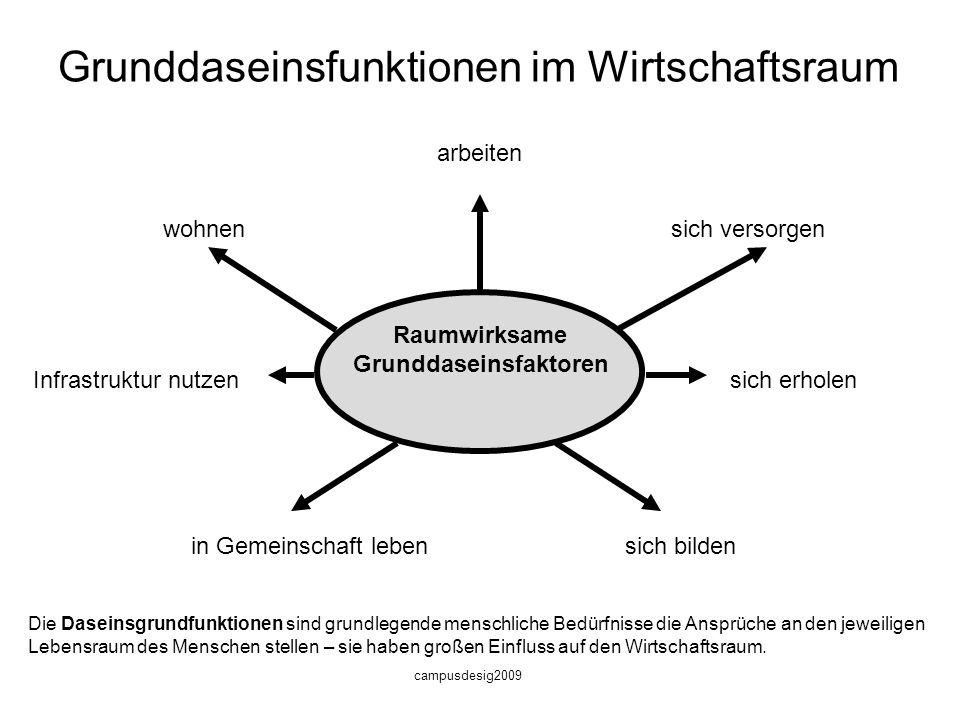 Grunddaseinsfunktionen im Wirtschaftsraum
arbeiten
wohnen
sich versorgen
Raumwirksame
Grunddaseinsfaktoren
Infrastruktur nutzen
sich erholen
in Gemeinschaft leben
sich bilden
Die Daseinsgrundfunktionen sind grundlegende menschliche Bedürfnisse die Ansprüche an den jeweiligen
Lebensraum des Menschen stellen – sie haben großen Einfluss auf den Wirtschaftsraum.
campusdesig2009